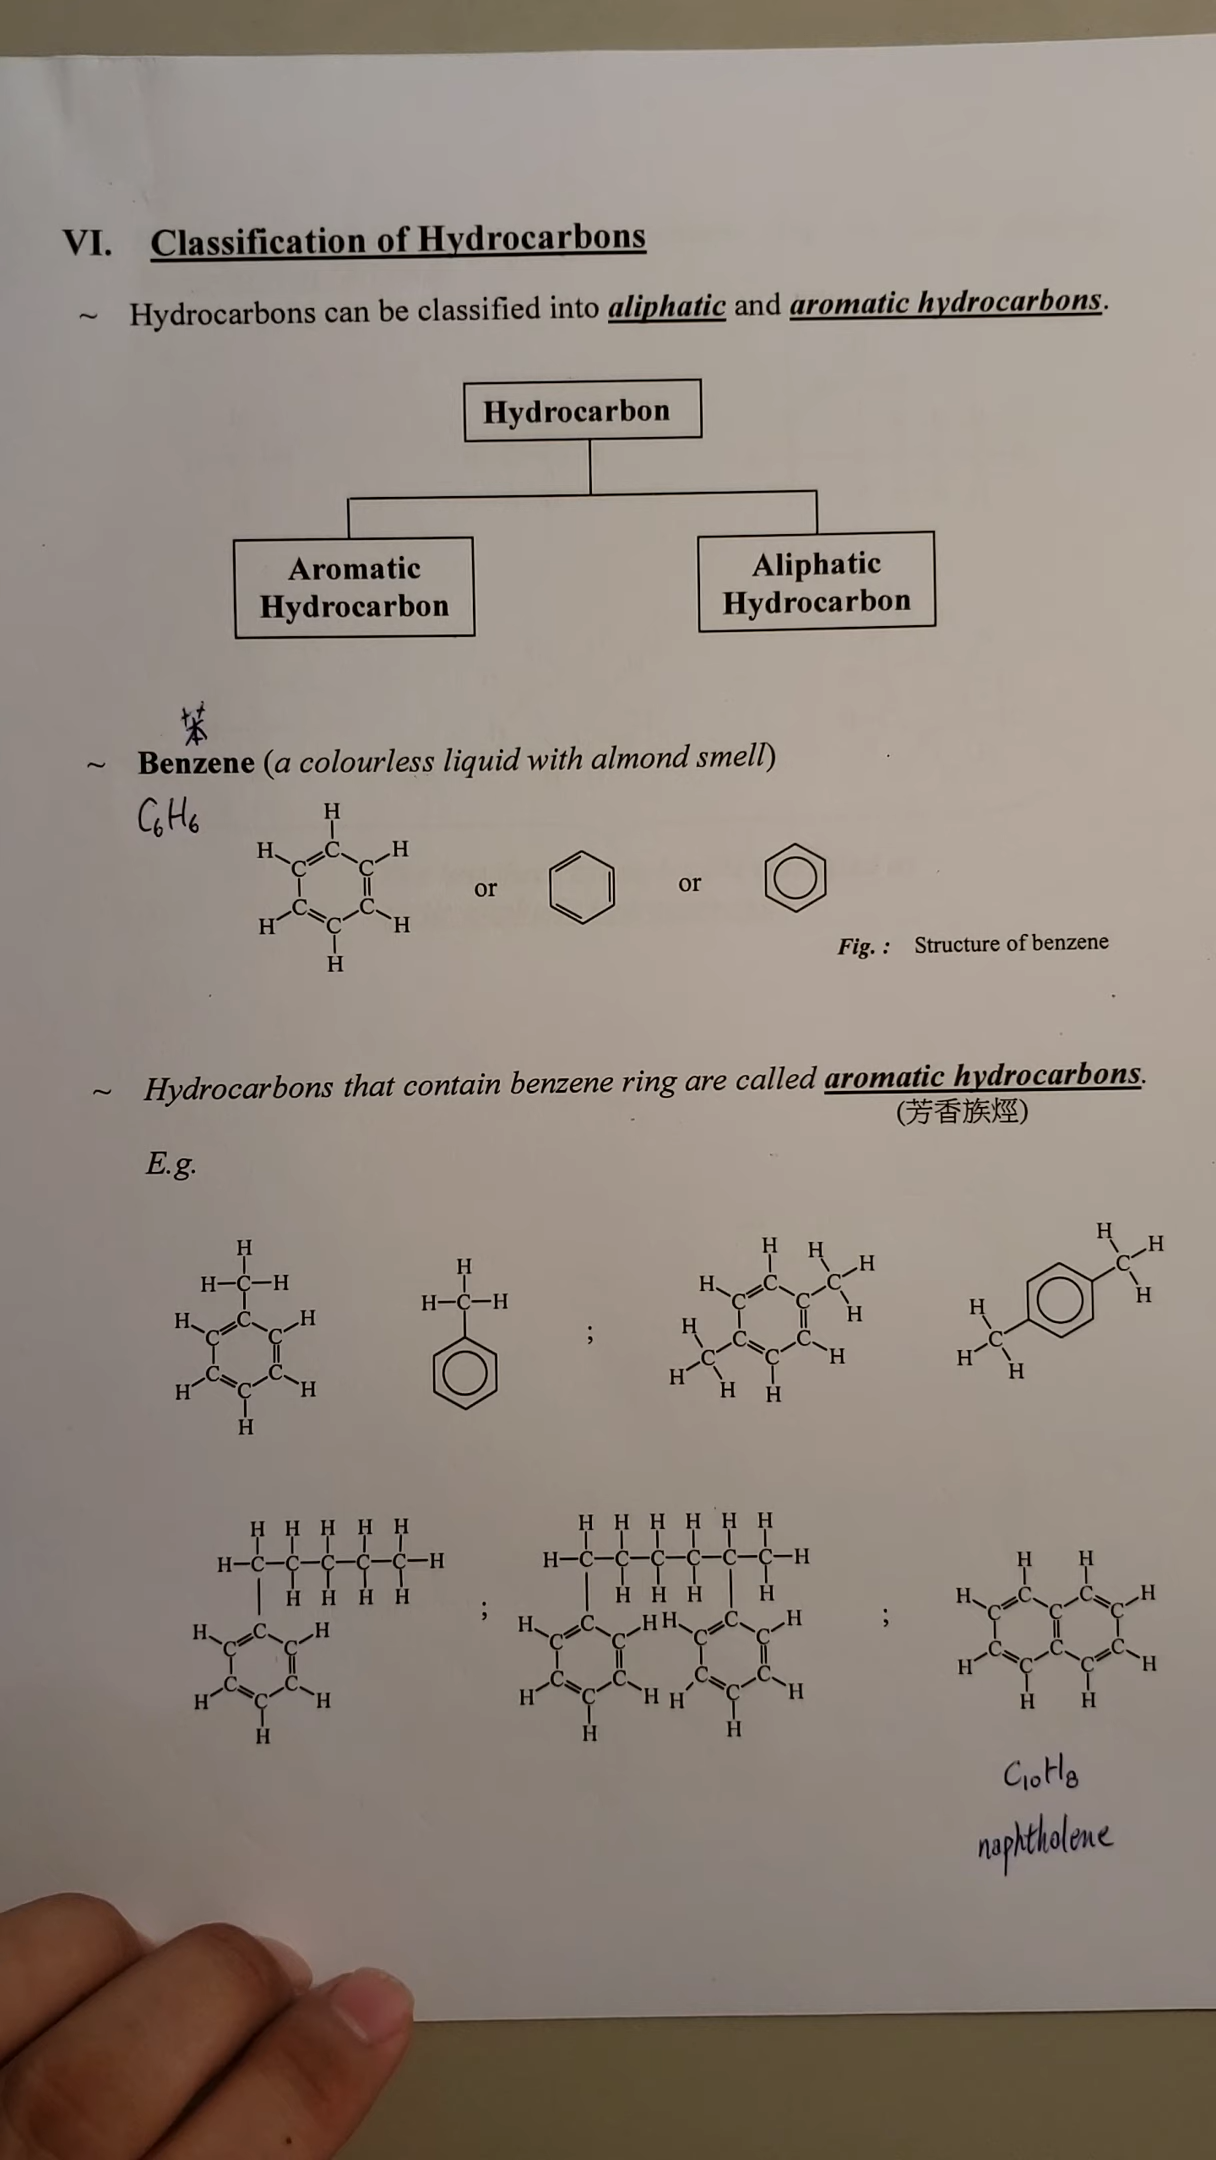 VI. Classification of Hydrocarbons
~ Hydrocarbons can be classified into aliphatic and aromatic hydrocarbons.
Hydrocarbon
Aromatic
Hydrocarbon
Aliphatic
Hydrocarbon
苯
~ Benzene (a colourless liquid with almond smell)
C6H6
H
H C H
C C
or or
C C
H C H
H
Fig. : Structure of benzene
~ Hydrocarbons that contain benzene ring are called aromatic hydrocarbons.
(芳香族烴)
E.g.
H
H-C-H
H C H
C C
C C
H C H
H
H
H-C-H
;
H H
H C C H
C C H
H C C
C C H
H H H
H
H C H
H
H
C
H C H
H
H H H H H
H-C-C-C-C-C-H
H H H H
H C H
C C
C C
H C H
H
;
H H H H H H
H-C-C-C-C-C-C-H
H H H H
H C H H C H
C C C C
C C C C
H C H H C H
H H
;
H H
H C C H
C C C
C C C
H C C H
H H
C10H8
naphtholene